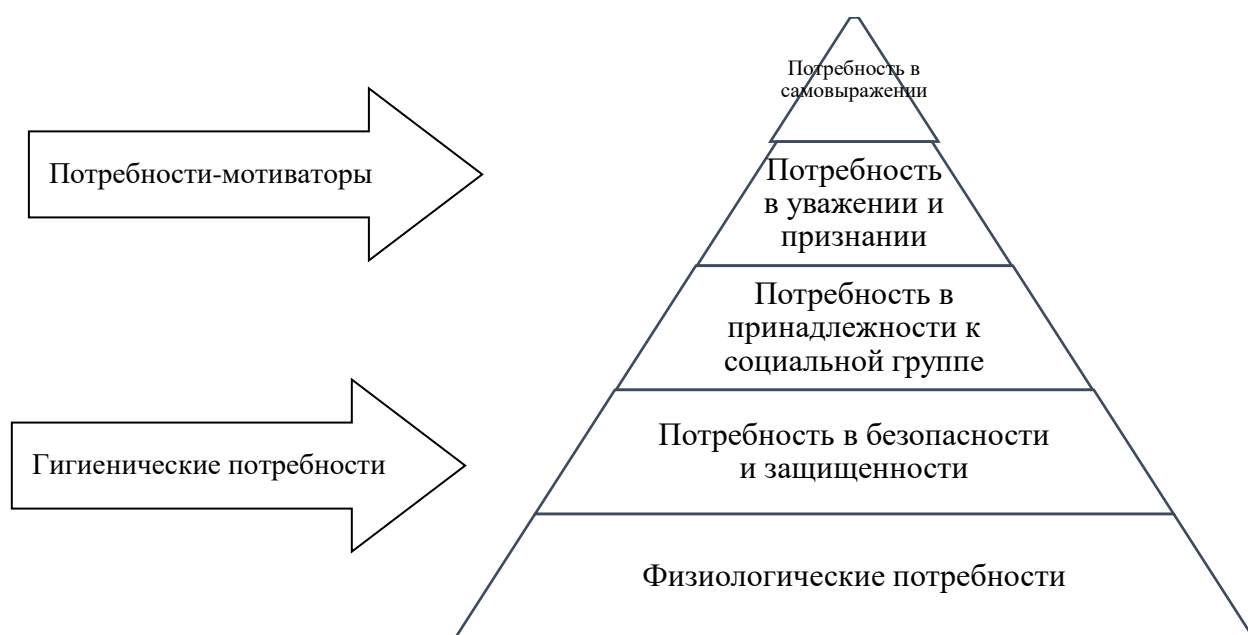 Потребность в
самовыражении
Потребности-мотиваторы
Потребность
в уважении и
признании
Потребность в
принадлежности к
социальной группе
Гигиенические потребности
Потребность в безопасности
и защищенности
Физиологические потребности